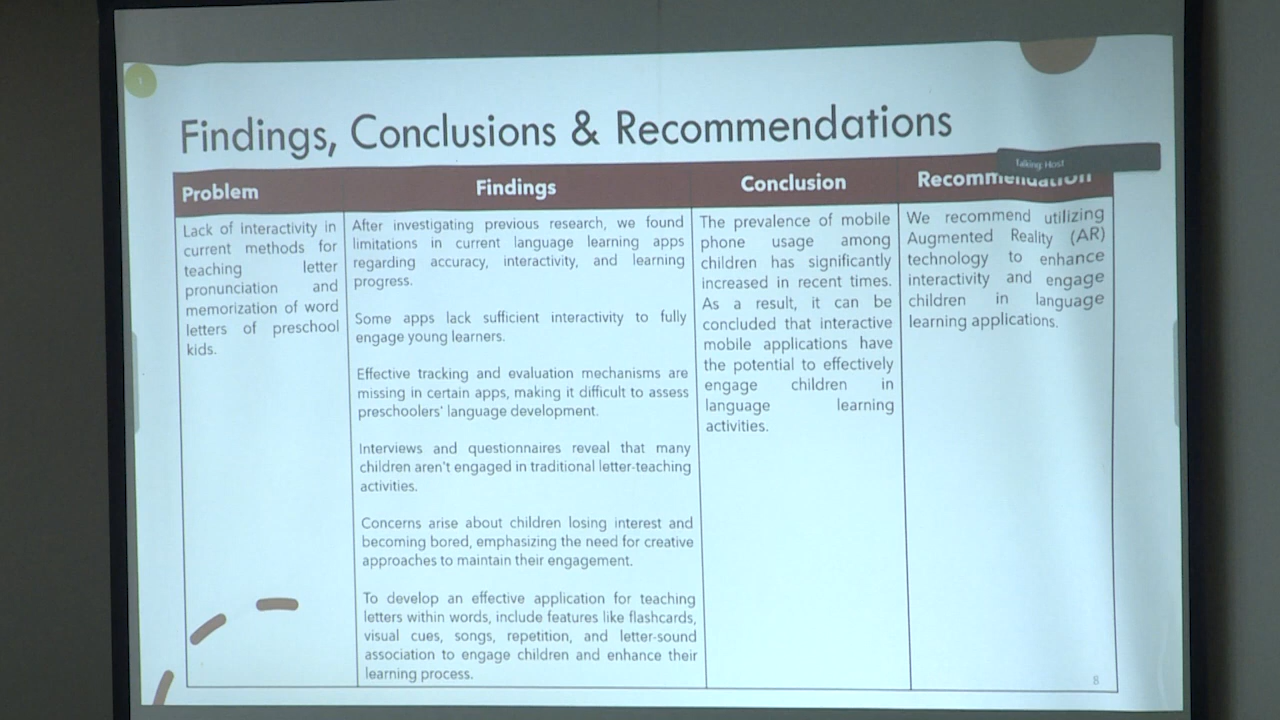 1
Findings, Conclusions & Recommendations
Talking Host
Problem
Findings
Conclusion
Recommendation
Lack of Interactivity in
current methods for
teaching letter
pronunciation and
memorization of word
letters of preschool
kids.
After investigating previous research, we found
limitations in current language learning apps
regarding accuracy, interactivity, and learning
progress.
Some apps lack sufficient interactivity to fully
engage young learners.
Effective tracking and evaluation mechanisms are
missing in certain apps, making it difficult to assess
preschoolers' language development.
Interviews and questionnaires reveal that many
children aren't engaged in traditional letter-teaching
activities.
Concerns arise about children losing interest and
becoming bored, emphasizing the need for creative
approaches to maintain their engagement.
To develop an effective application for teaching
letters within words, include features like flashcards,
visual cues, songs, repetition, and letter-sound
association to engage children and enhance their
learning process.
The prevalence of mobile
phone usage among
children has significantly
increased in recent times.
As a result, it can be
concluded that interactive
mobile applications have
the potential to effectively
engage children in
language learning
activities.
We recommend utilizing
Augmented Reality (AR)
technology to enhance
interactivity and engage
children in language
learning applications.
8